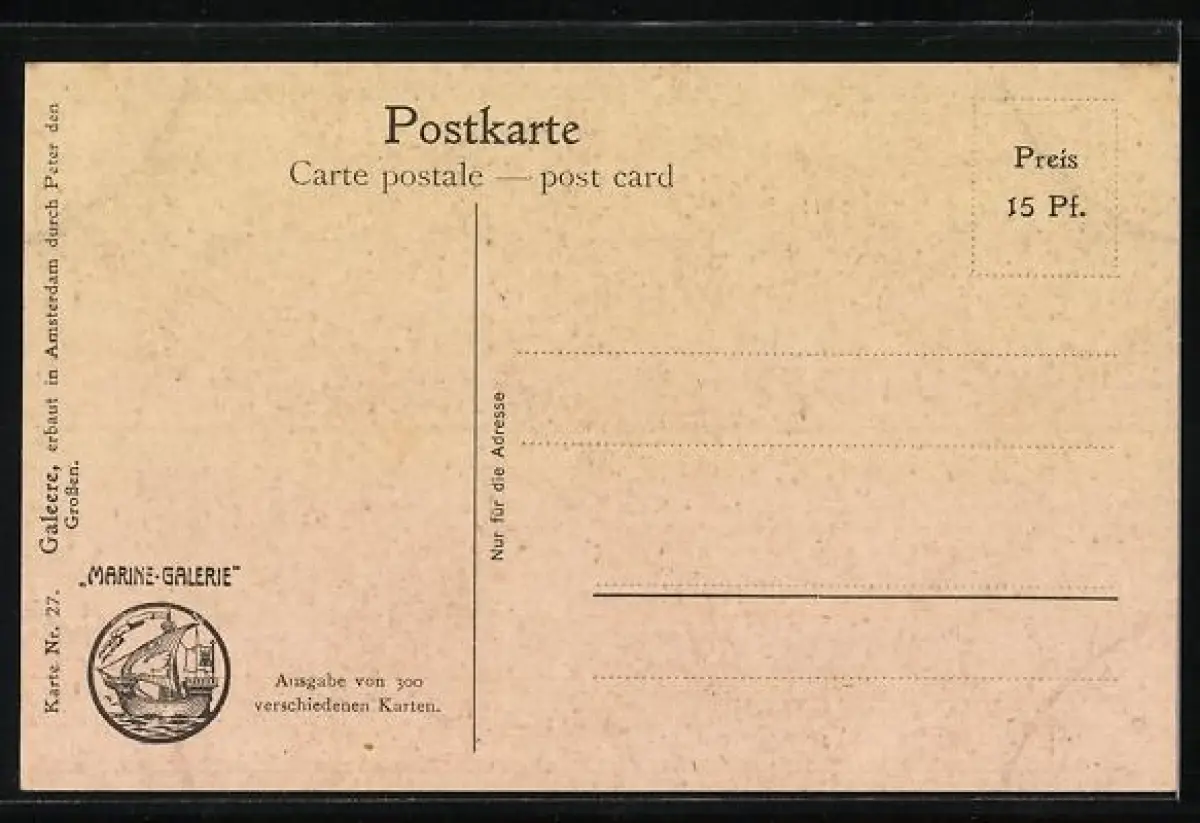 Postkarte
Carte postale — post card
Preis
15 Pf.
Karte Nr. 27. Galeere, erbaut in Amsterdam durch Peter den
Großen.
„MARINE-GALERIE"
Ausgabe von 300
verschiedenen Karten.
Nur für die Adresse